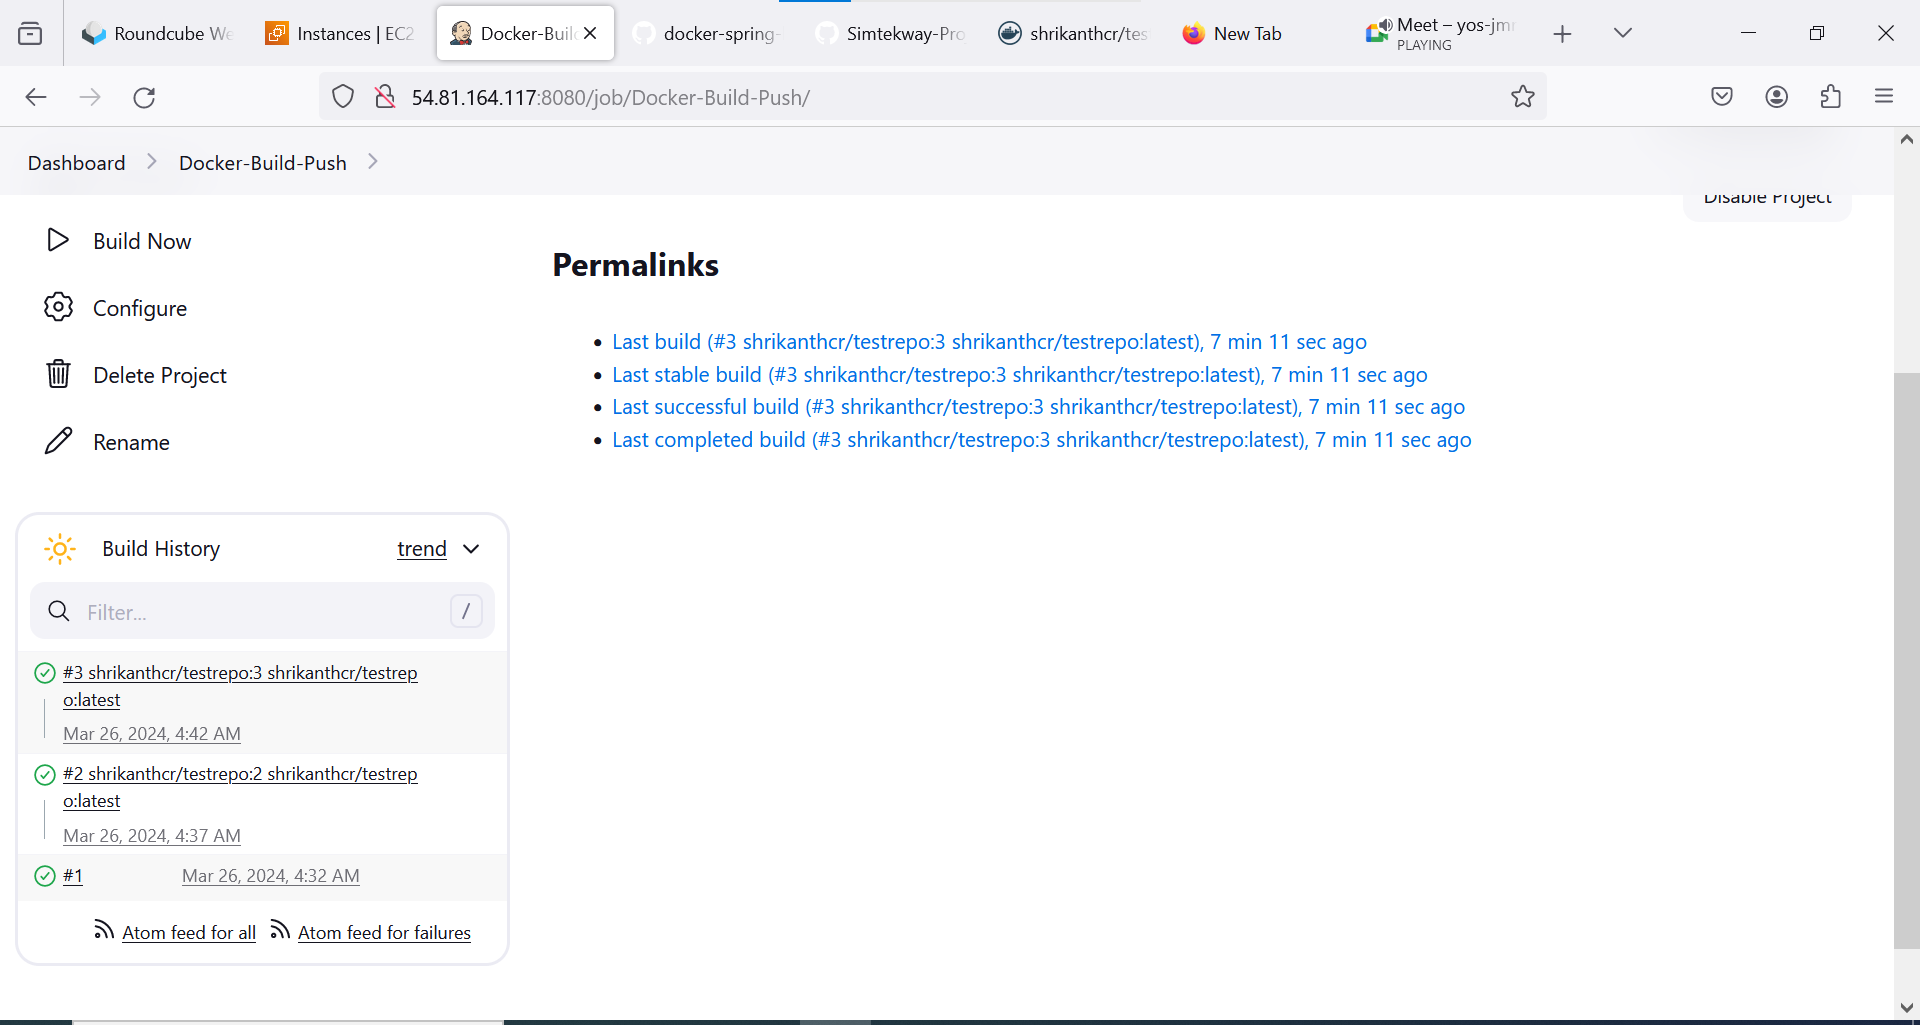 Roundcube We
Instances | EC2
Docker-Buil
docker-spring-
Simtekway-Pro
shrikanthcr/tes
New Tab
Meet – yos-jmr
PLAYING
54.81.164.117:8080/job/Docker-Build-Push/
Dashboard
Docker-Build-Push
Disable Project
Build Now
Configure
Delete Project
Rename
Permalinks
Last build (#3 shrikanthcr/testrepo:3 shrikanthcr/testrepo:latest), 7 min 11 sec ago
Last stable build (#3 shrikanthcr/testrepo:3 shrikanthcr/testrepo:latest), 7 min 11 sec ago
Last successful build (#3 shrikanthcr/testrepo:3 shrikanthcr/testrepo:latest), 7 min 11 sec ago
Last completed build (#3 shrikanthcr/testrepo:3 shrikanthcr/testrepo:latest), 7 min 11 sec ago
Build History
trend
Filter...
/
#3 shrikanthcr/testrepo:3 shrikanthcr/testrep
o:latest
Mar 26, 2024, 4:42 AM
#2 shrikanthcr/testrepo:2 shrikanthcr/testrep
o:latest
Mar 26, 2024, 4:37 AM
#1 Mar 26, 2024, 4:32 AM
Atom feed for all Atom feed for failures